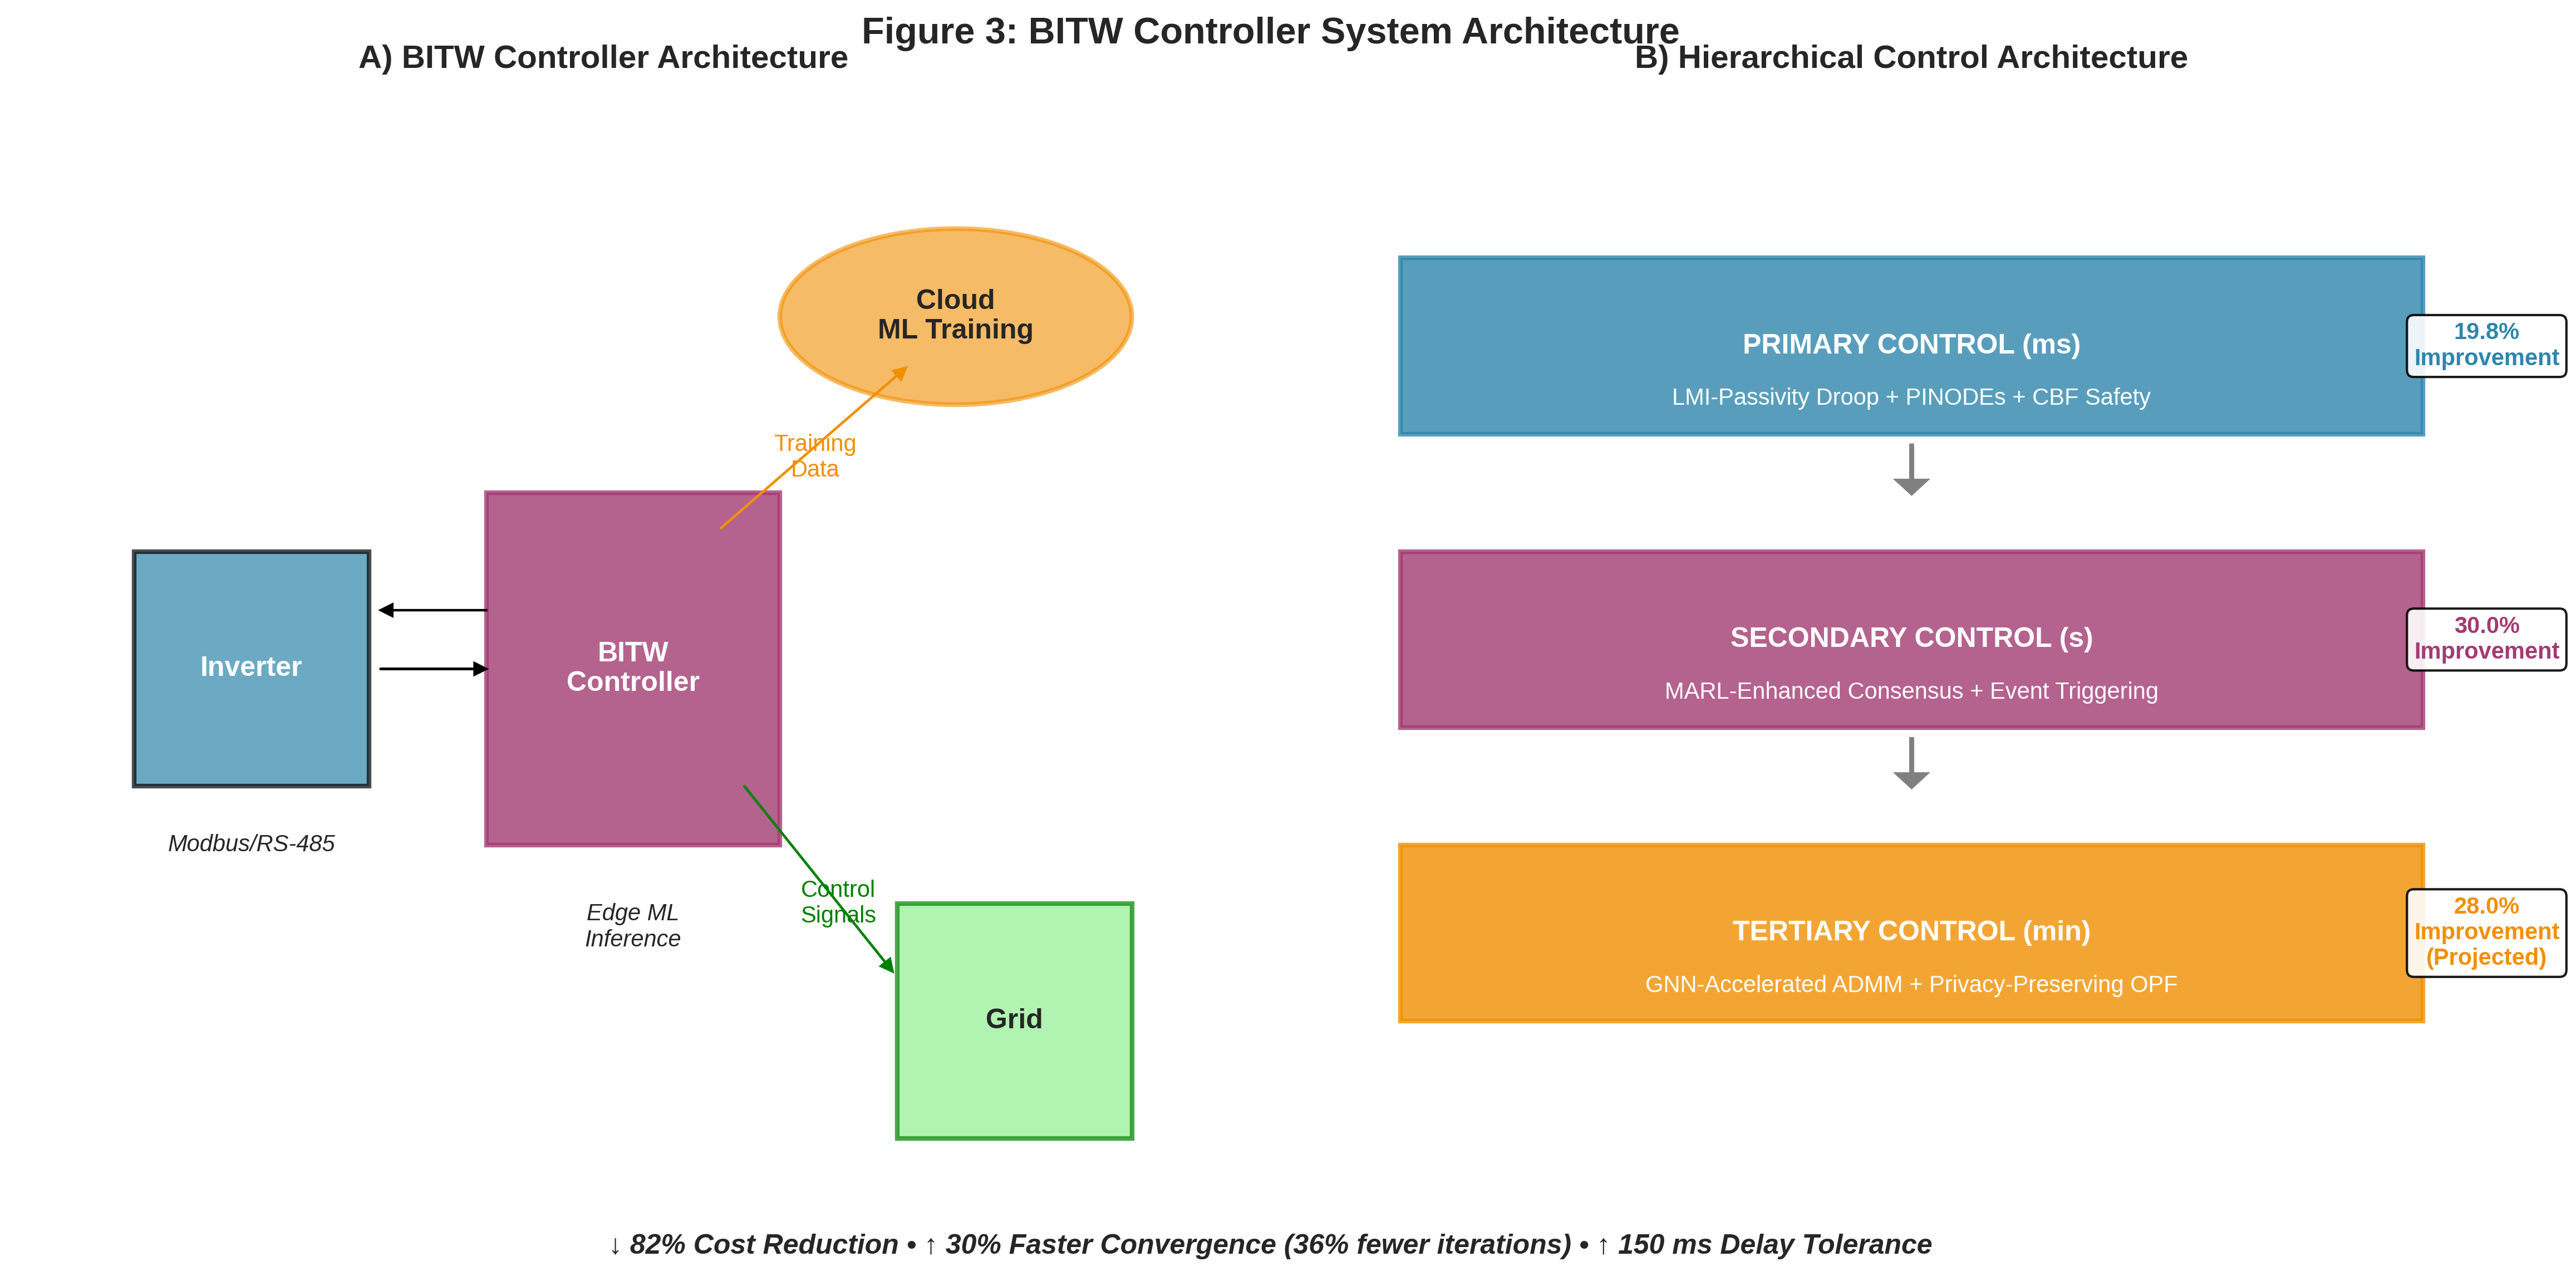 Figure 3: BITW Controller System Architecture
A) BITW Controller Architecture
B) Hierarchical Control Architecture
Cloud
ML Training
Training
Data
Inverter
BITW
Controller
Modbus/RS-485
Edge ML
Inference
Control
Signals
Grid
PRIMARY CONTROL (ms)
LMI-Passivity Droop + PINODEs + CBF Safety
19.8%
Improvement
SECONDARY CONTROL (s)
MARL-Enhanced Consensus + Event Triggering
30.0%
Improvement
TERTIARY CONTROL (min)
GNN-Accelerated ADMM + Privacy-Preserving OPF
28.0%
Improvement
(Projected)
↓ 82% Cost Reduction • ↑ 30% Faster Convergence (36% fewer iterations) • ↑ 150 ms Delay Tolerance